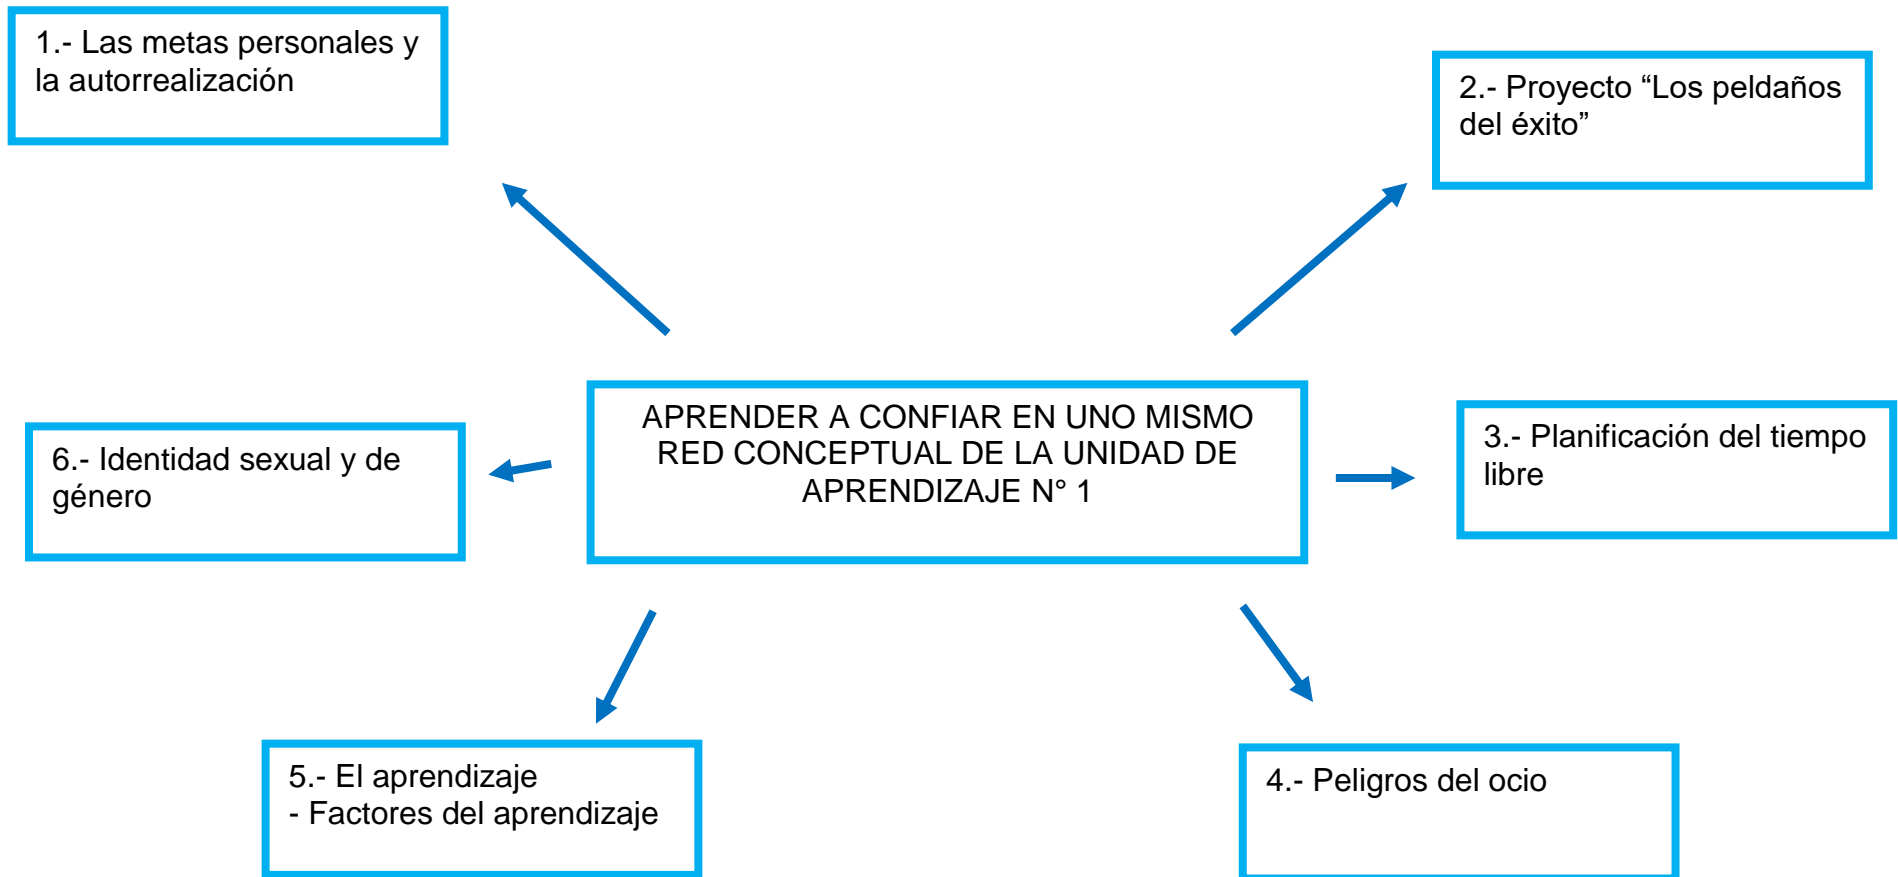 1.- Las metas personales y
la autorrealización
2.- Proyecto “Los peldaños
del éxito”
APRENDER A CONFIAR EN UNO MISMO
RED CONCEPTUAL DE LA UNIDAD DE
APRENDIZAJE N° 1
3.- Planificación del tiempo
libre
6.- Identidad sexual y de
género
5.- El aprendizaje
- Factores del aprendizaje
4.- Peligros del ocio